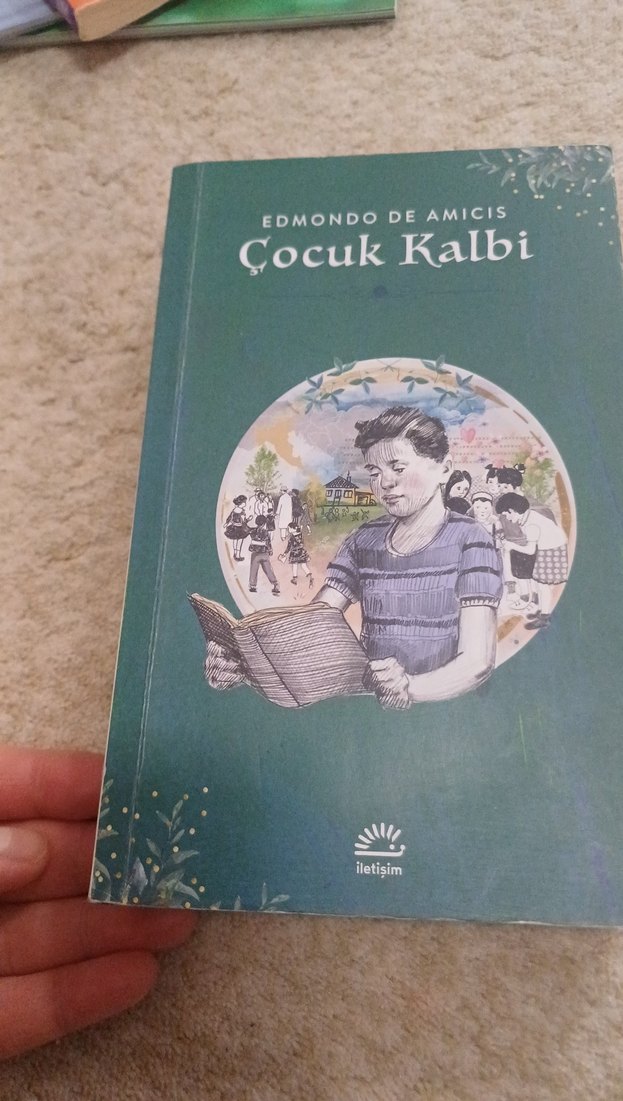 EDMONDO DE AMICIS
Çocuk Kalbi
iletişim